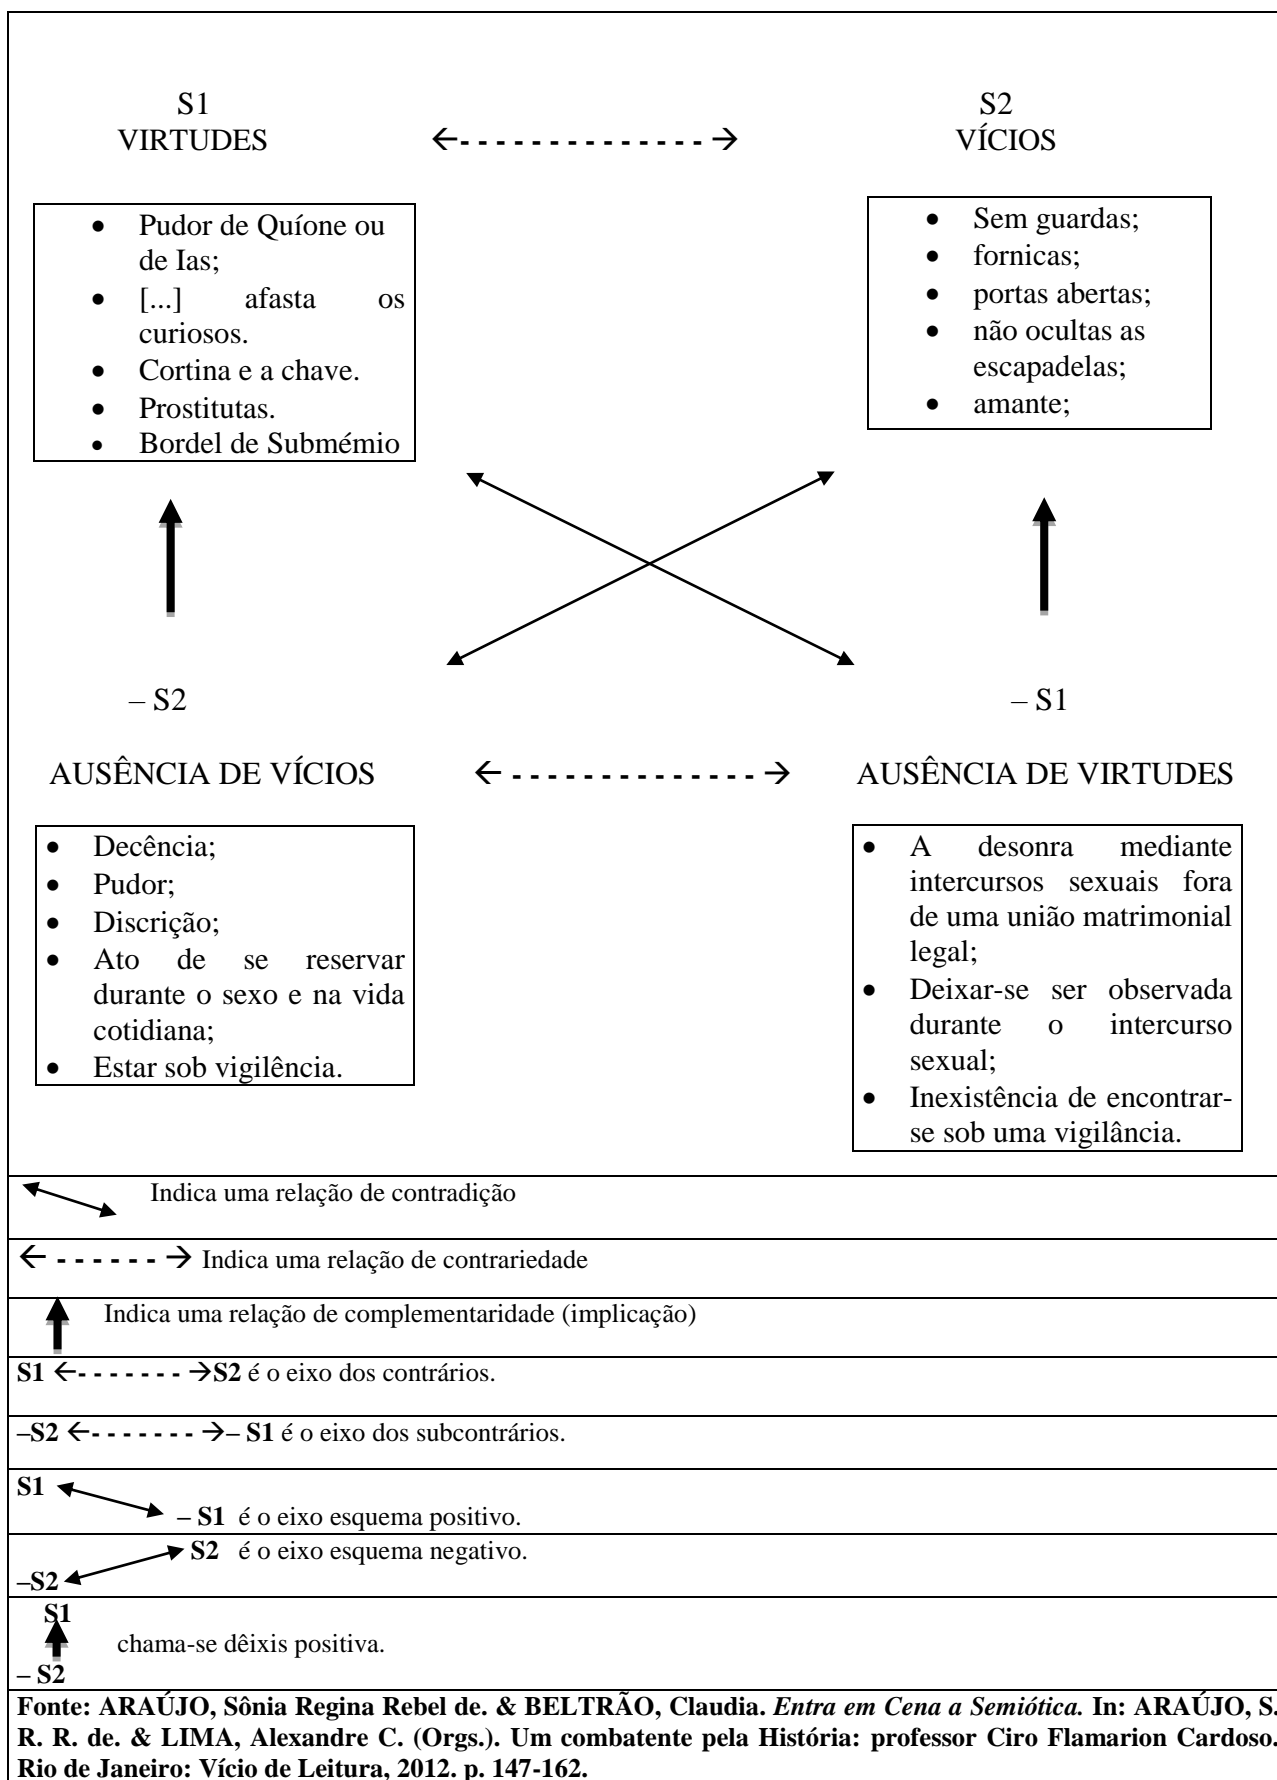 S1
VIRTUDES
←- - - - - - - - - - - - - - →
S2
VÍCIOS
• Pudor de Quíone ou
de Ias;
• [...] afasta os
curiosos.
• Cortina e a chave.
• Prostitutas.
• Bordel de Submémio
• Sem guardas;
• fornicas;
• portas abertas;
• não ocultas as
escapadelas;
• amante;
– S2
– S1
AUSÊNCIA DE VÍCIOS
← - - - - - - - - - - - - - - →
AUSÊNCIA DE VIRTUDES
• Decência;
• Pudor;
• Discrição;
• Ato de se reservar
durante o sexo e na vida
cotidiana;
• Estar sob vigilência.
• A desonra mediante
intercursos sexuais fora
de uma união matrimonial
legal;
• Deixar-se ser observada
durante o intercurso
sexual;
• Inexistência de encontrar-
se sob uma vigilância.
Indica uma relação de contradição
← - - - - - - → Indica uma relação de contrariedade
Indica uma relação de complementaridade (implicação)
S1 ←- - - - - - - →S2 é o eixo dos contrários.
–S2 ←- - - - - - - →– S1 é o eixo dos subcontrários.
S1
– S1 é o eixo esquema positivo.
S2 é o eixo esquema negativo.
–S2
S1
chama-se dêixis positiva.
– S2
Fonte: ARAÚJO, Sônia Regina Rebel de. & BELTRÃO, Claudia. Entra em Cena a Semiótica. In: ARAÚJO, S.
R. R. de. & LIMA, Alexandre C. (Orgs.). Um combatente pela História: professor Ciro Flamarion Cardoso.
Rio de Janeiro: Vício de Leitura, 2012. p. 147-162.